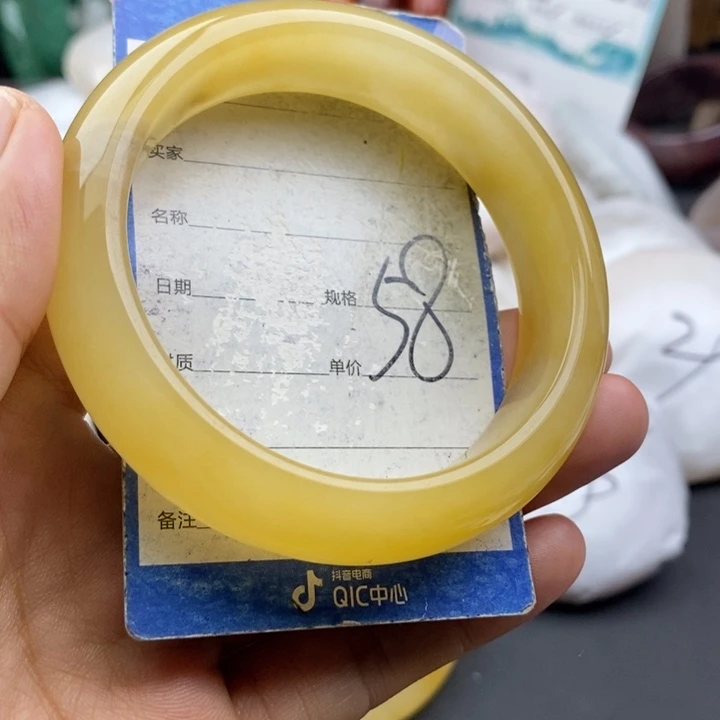 买家
名称
日期 规格 58
质 单价
备注
抖音电商
QIC中心